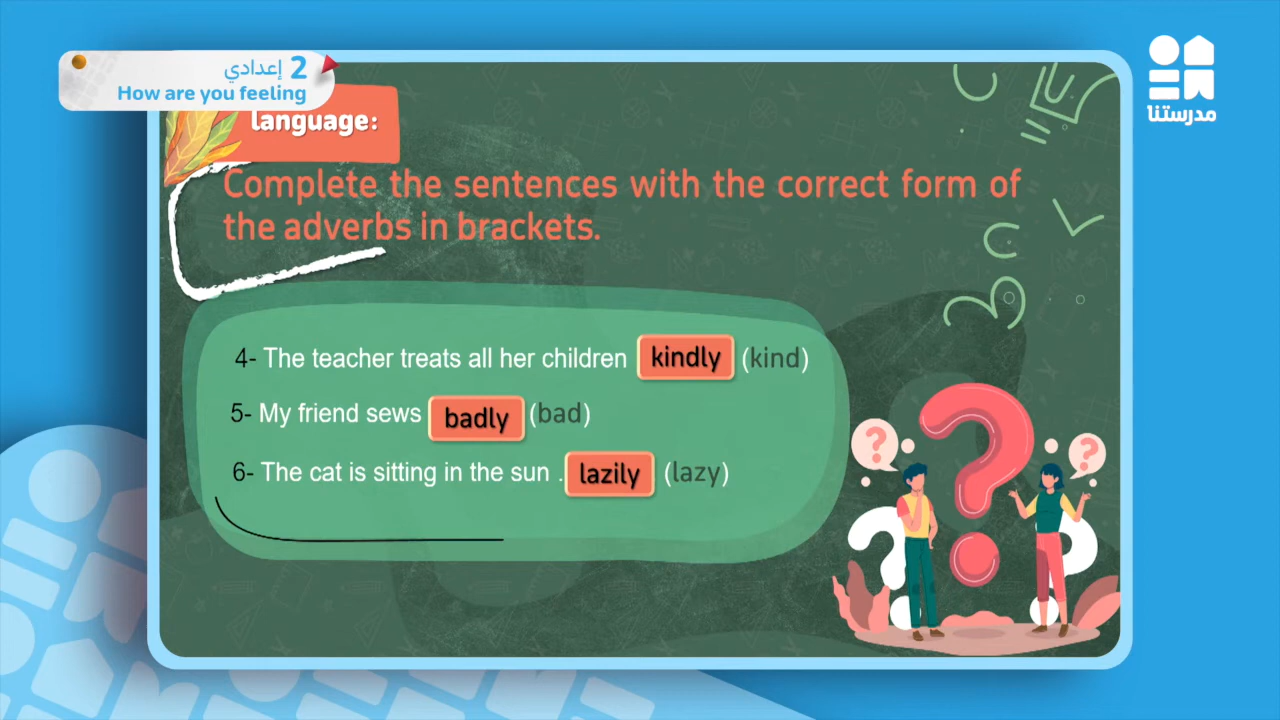 2 إعدادي
How are you feeling
مدرستنا
language:
Complete the sentences with the correct form of
the adverbs in brackets.
4- The teacher treats all her children kindly (kind)
5- My friend sews badly (bad)
6- The cat is sitting in the sun . lazily (lazy)